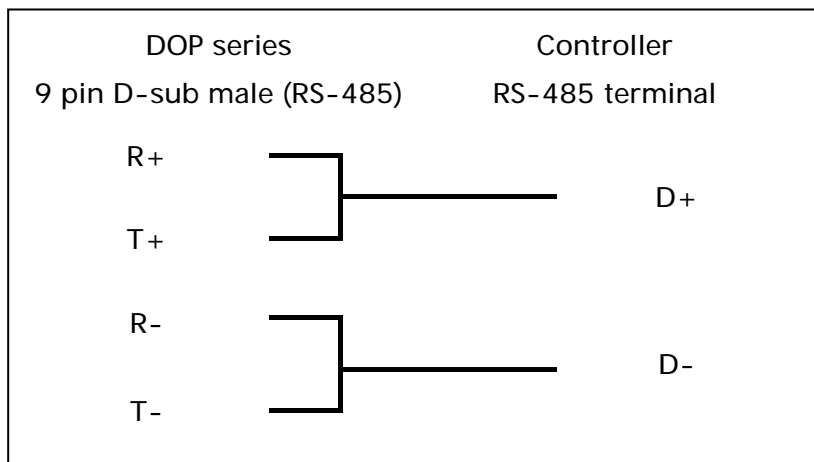 DOP series Controller
9 pin D-sub male (RS-485) RS-485 terminal
R+
D+
T+
R-
D-
T-